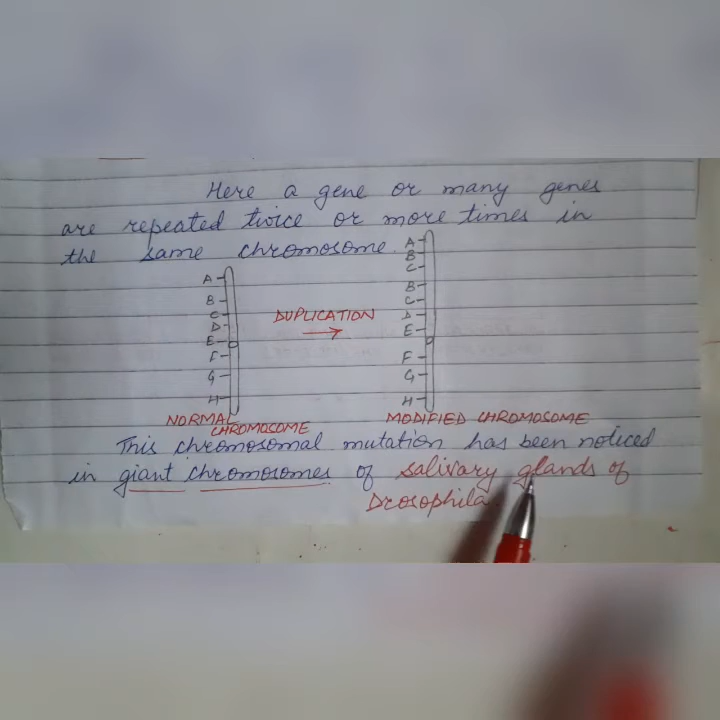 Here a gene or many genes
are repeated twice or more times in
the same chromosome.
A
B
C
D
E
F
G
H
DUPLICATION
A
B
C
B
C
D
E
F
G
H
NORMAL CHROMOSOME
MODIFIED CHROMOSOME
This chromosomal mutation has been noticed
in giant chromosomes of salivary glands of
Drosophila.